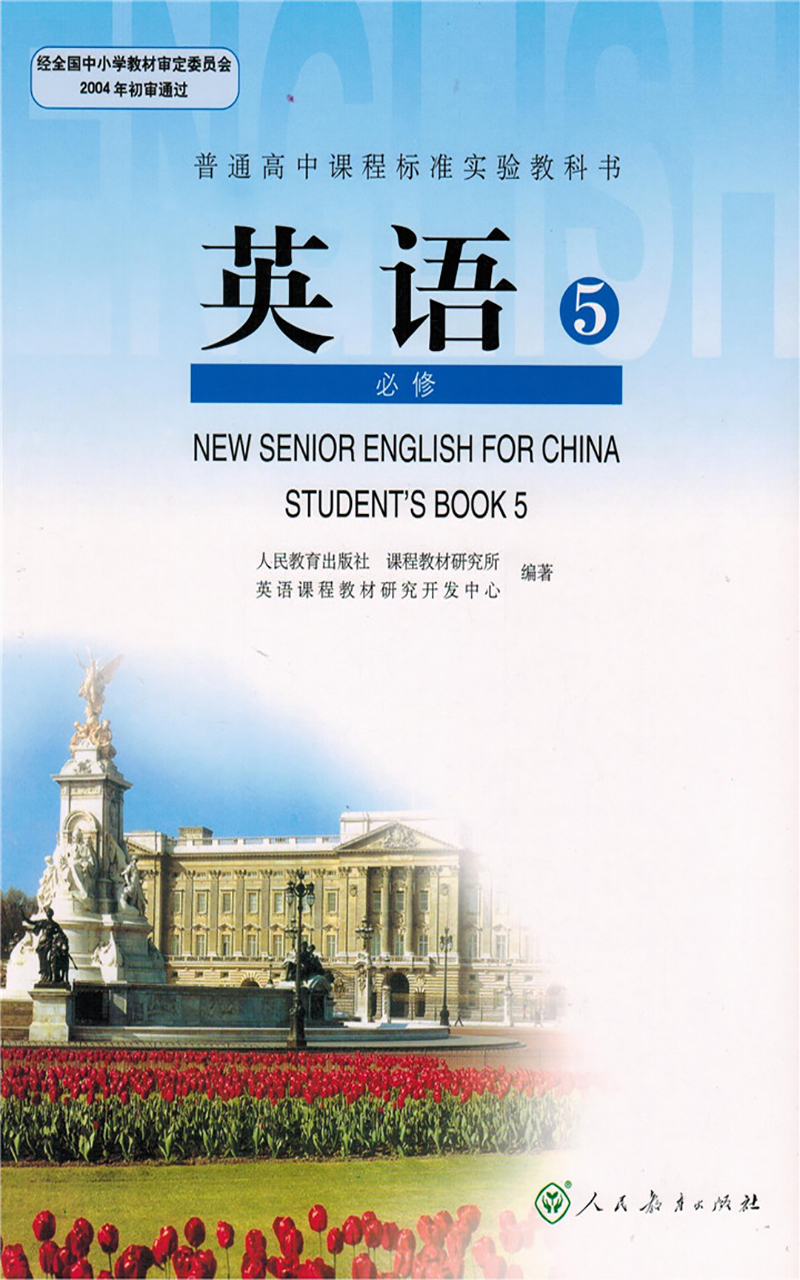 经全国中小学教材审定委员会
2004年初审通过
ENGLISH
普通高中课程标准实验教科书
英语 5
必修
NEW SENIOR ENGLISH FOR CHINA
STUDENT'S BOOK 5
人民教育出版社 课程教材研究所
英语课程教材研究开发中心
编著
人民教育出版社